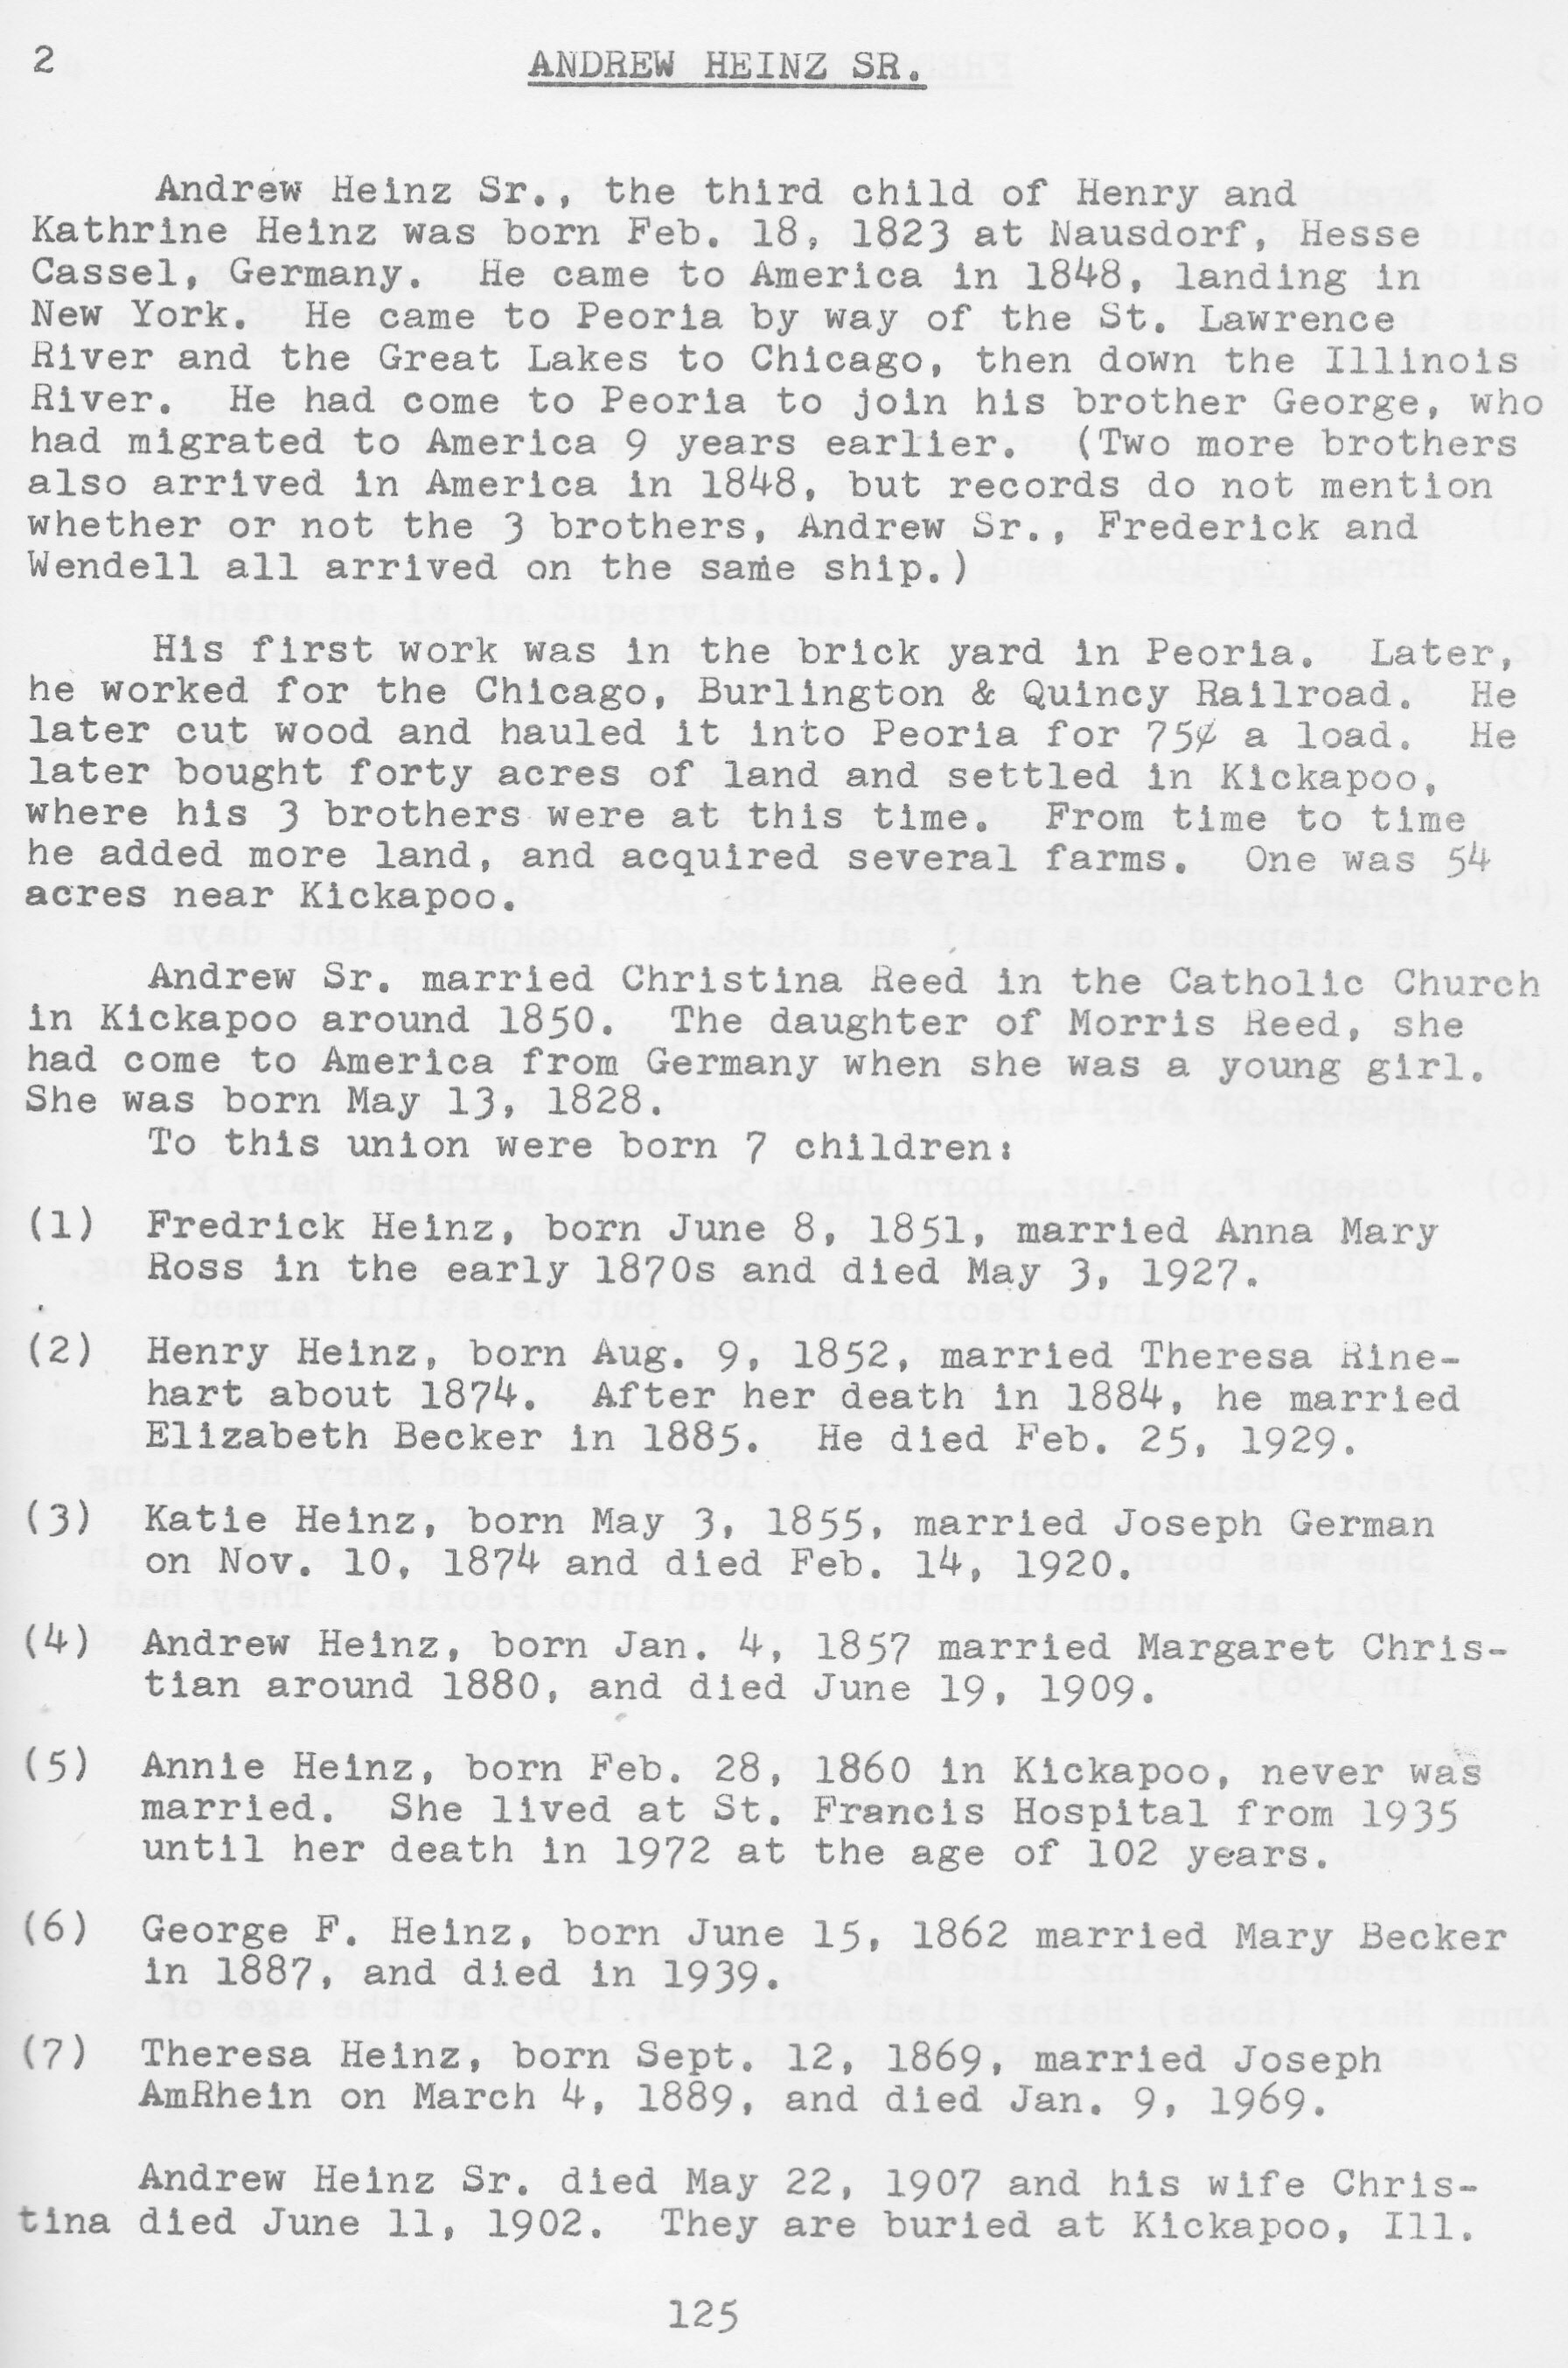 2
ANDREW HEINZ SR.
Andrew Heinz Sr., the third child of Henry and
Kathrine Heinz was born Feb. 18, 1823 at Nausdorf, Hesse
Cassel, Germany. He came to America in 1848, landing in
New York. He came to Peoria by way of the St. Lawrence
River and the Great Lakes to Chicago, then down the Illinois
River. He had come to Peoria to join his brother George, who
had migrated to America 9 years earlier. (Two more brothers
also arrived in America in 1848, but records do not mention
whether or not the 3 brothers, Andrew Sr., Frederick and
Wendell all arrived on the same ship.)
His first work was in the brick yard in Peoria. Later,
he worked for the Chicago, Burlington & Quincy Railroad. He
later cut wood and hauled it into Peoria for 75¢ a load. He
later bought forty acres of land and settled in Kickapoo,
where his 3 brothers were at this time. From time to time
he added more land, and acquired several farms. One was 54
acres near Kickapoo.
Andrew Sr. married Christina Reed in the Catholic Church
in Kickapoo around 1850. The daughter of Morris Reed, she
had come to America from Germany when she was a young girl.
She was born May 13, 1828.
To this union were born 7 children:
(1) Fredrick Heinz, born June 8, 1851, married Anna Mary
Ross in the early 1870s and died May 3, 1927.
(2) Henry Heinz, born Aug. 9, 1852, married Theresa Rine-
hart about 1874. After her death in 1884, he married
Elizabeth Becker in 1885. He died Feb. 25, 1929.
(3) Katie Heinz, born May 3, 1855, married Joseph German
on Nov. 10, 1874 and died Feb. 14, 1920.
(4) Andrew Heinz, born Jan. 4, 1857 married Margaret Chris-
tian around 1880, and died June 19, 1909.
(5) Annie Heinz, born Feb. 28, 1860 in Kickapoo, never was
married. She lived at St. Francis Hospital from 1935
until her death in 1972 at the age of 102 years.
(6) George F. Heinz, born June 15, 1862 married Mary Becker
in 1887, and died in 1939.
(7) Theresa Heinz, born Sept. 12, 1869, married Joseph
AmRhein on March 4, 1889, and died Jan. 9, 1969.
Andrew Heinz Sr. died May 22, 1907 and his wife Chris-
tina died June 11, 1902. They are buried at Kickapoo, Ill.
125